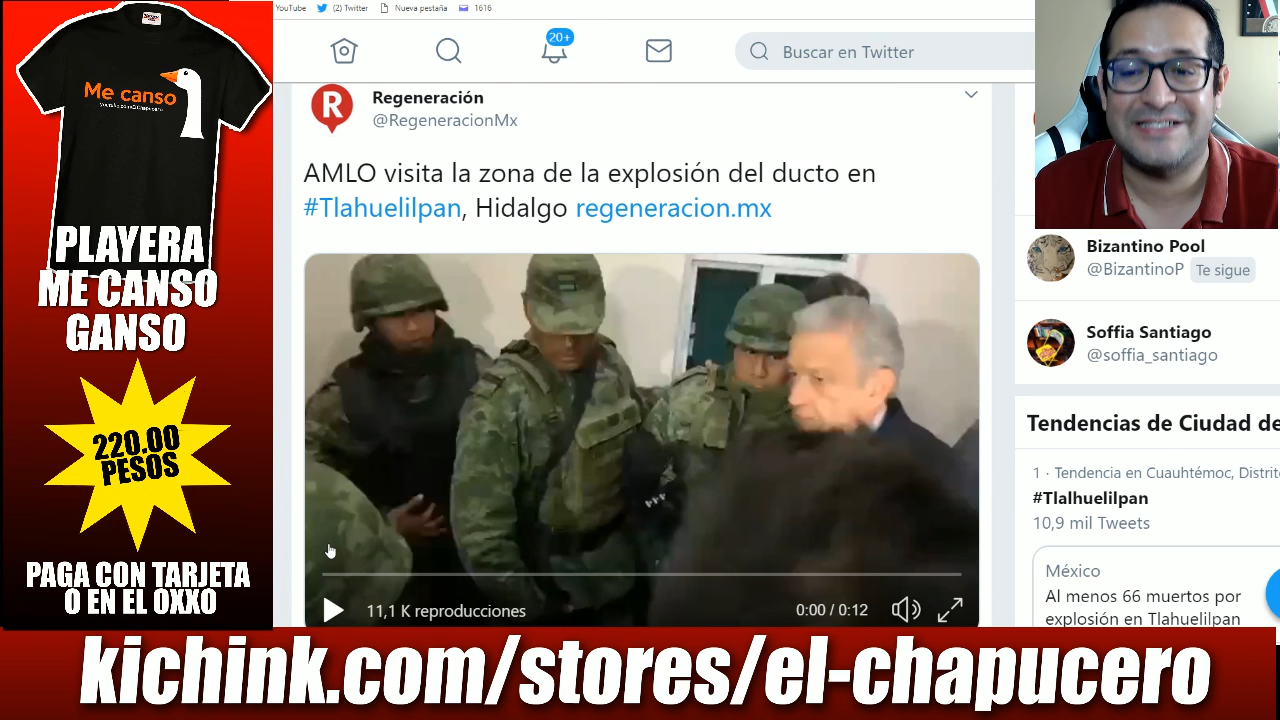 YouTube
(2) Twitter
Nueva pestaña
1616
20+
Buscar en Twitter
Me canso
PLAYERA
ME CANSO
GANSO
220.00
PESOS
PAGA CON TARJETA
O EN EL OXXO
R
Regeneración
@RegeneracionMx
AMLO visita la zona de la explosión del ducto en
#Tlahuelilpan, Hidalgo regeneracion.mx
11,1 K reproducciones
0:00 / 0:12
Bizantino Pool
@BizantinoP Te sigue
Soffia Santiago
@soffia_santiago
Tendencias de Ciudad de
1 · Tendencia en Cuauhtémoc, Distrit
#Tlalhuelilpan
10,9 mil Tweets
México
Al menos 66 muertos por
explosión en Tlahuelilpan
kichink.com/stores/el-chapucero